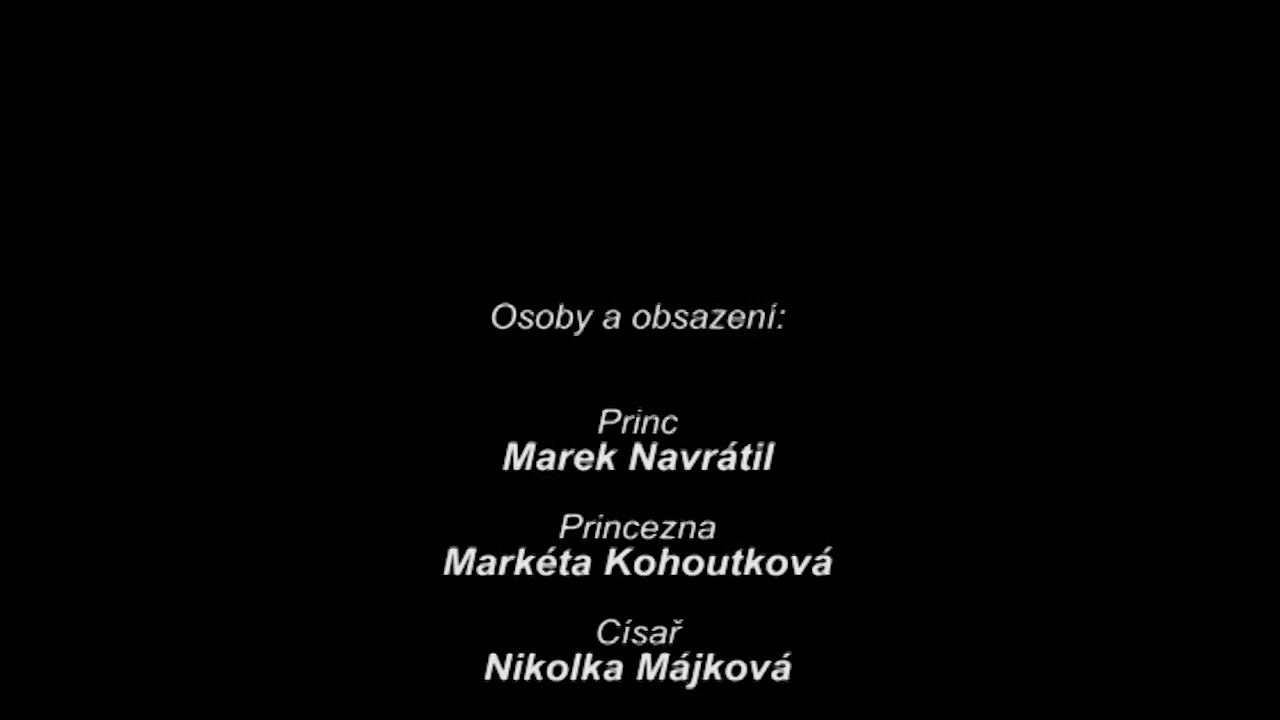 Osoby a obsazení:
Princ
Marek Navrátil
Princezna
Markéta Kohoutková
Císař
Nikolka Májková